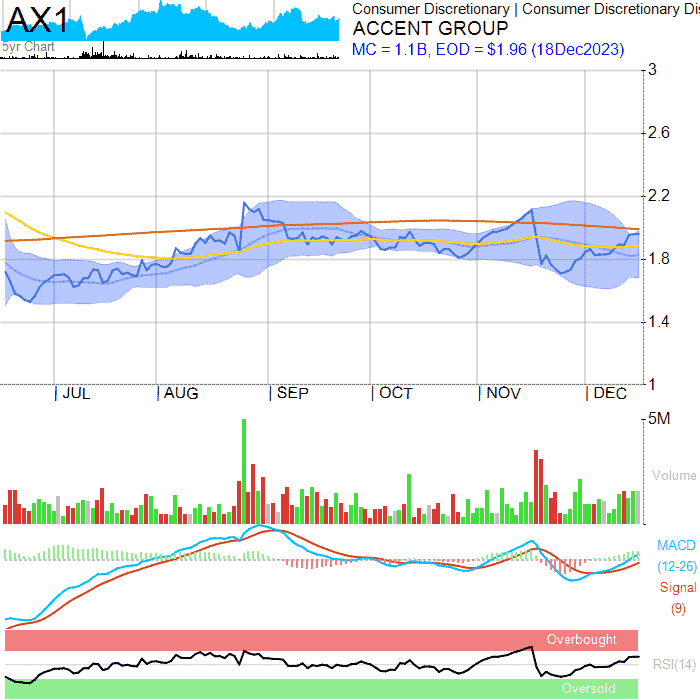 AX1
5yr Chart
Consumer Discretionary | Consumer Discretionary Dis
ACCENT GROUP
MC = 1.1B, EOD = $1.96 (18Dec2023)
3
2.6
2.2
1.8
1.4
1
| JUL | AUG | SEP | OCT | NOV | DEC
5M
Volume
MACD
(12-26)
Signal
(9)
Overbought
RSI(14)
Oversold